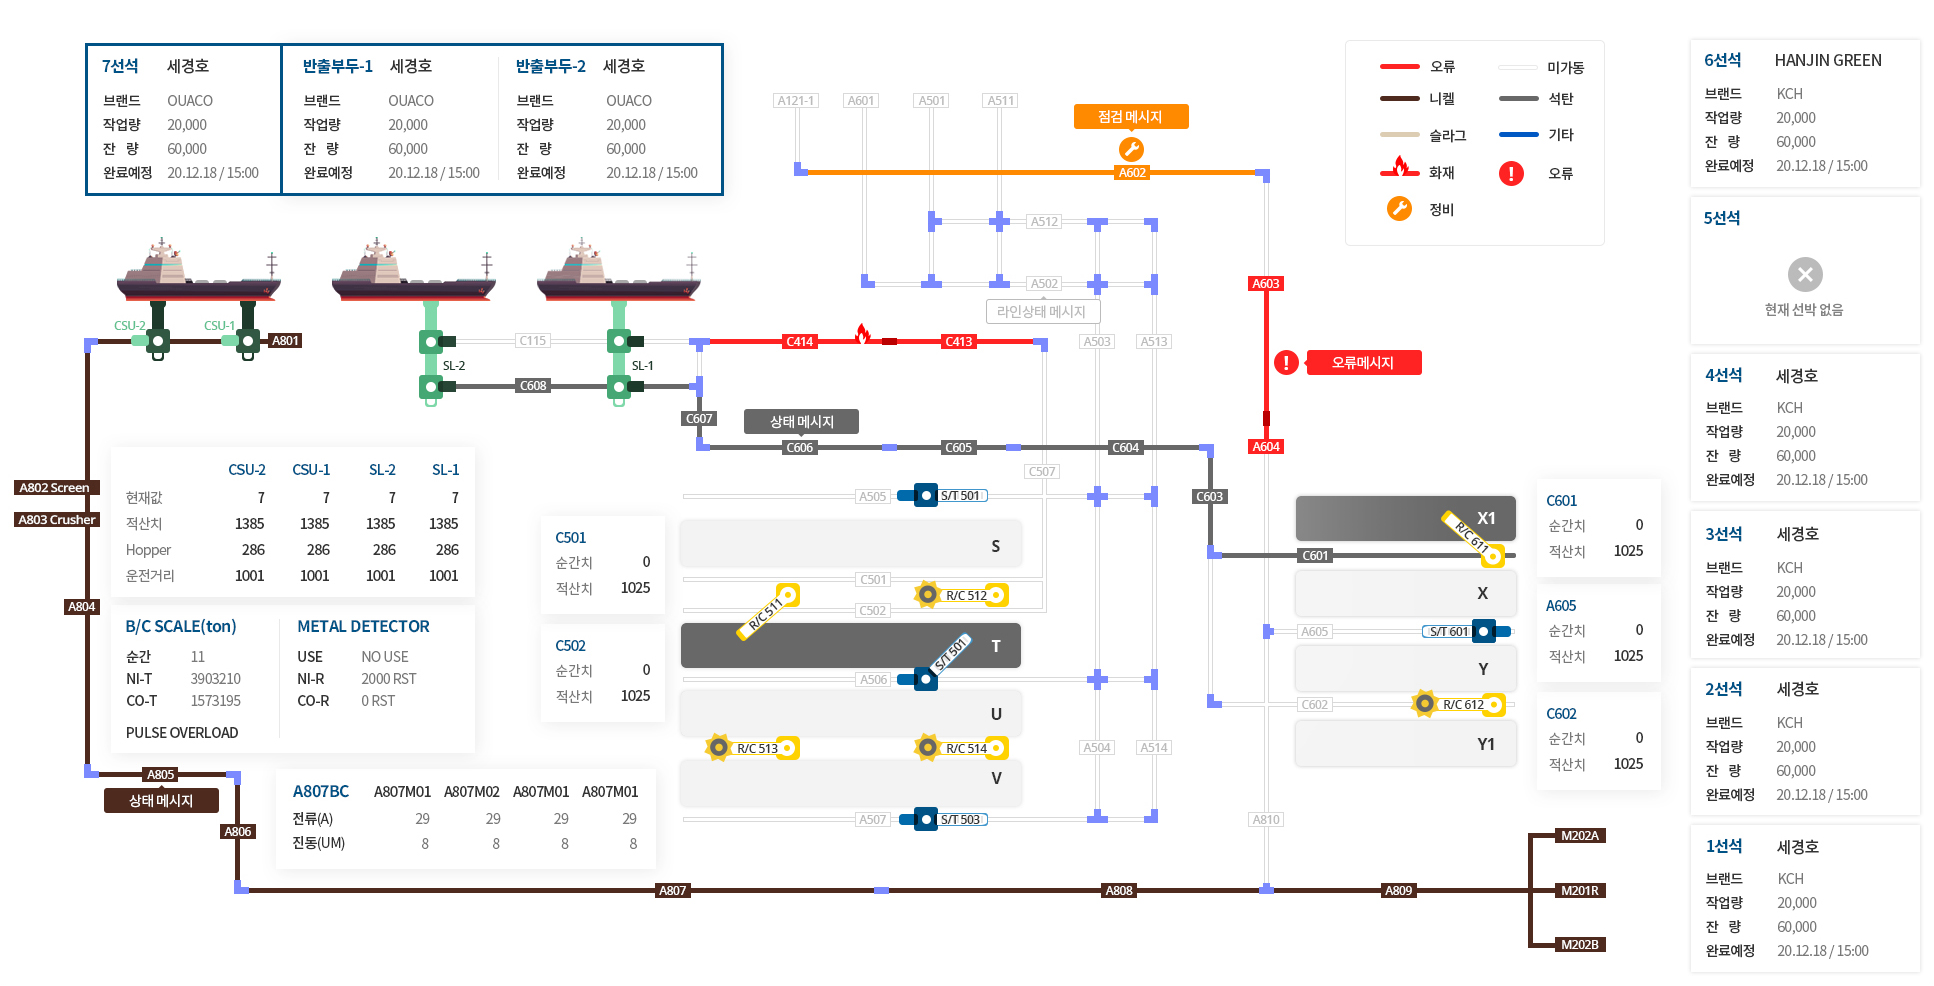 7선석 세경호
브랜드 OUACO
작업량 20,000
잔 량 60,000
완료예정 20.12.18 / 15:00
반출부두-1 세경호
브랜드 OUACO
작업량 20,000
잔 량 60,000
완료예정 20.12.18 / 15:00
반출부두-2 세경호
브랜드 OUACO
작업량 20,000
잔 량 60,000
완료예정 20.12.18 / 15:00
A121-1 A601 A501 A511
점검 메시지
A602
A512
A502
라인상태 메시지
A603
오류 미가동
니켈 석탄
슬라그 기타
화재 오류
정비
CSU-2 CSU-1
A801
C115
SL-2 SL-1
C608
C414 C413
A503 A513
오류메시지
C607
상태 메시지
C606 C605 C604
A604
C507
C603
A802 Screen
A803 Crusher
CSU-2 CSU-1 SL-2 SL-1
현재값 7 7 7 7
적산치 1385 1385 1385 1385
Hopper 286 286 286 286
운전거리 1001 1001 1001 1001
A804
B/C SCALE(ton)
순간 11
NI-T 3903210
CO-T 1573195
PULSE OVERLOAD
METAL DETECTOR
USE NO USE
NI-R 2000 RST
CO-R 0 RST
A805
상태 메시지
A806
A807BC A807M01 A807M02 A807M01 A807M01
전류(A) 29 29 29 29
진동(UM) 8 8 8 8
C501
순간치 0
적산치 1025
C502
순간치 0
적산치 1025
A505 S/T 501
S
C501
R/C 511 R/C 512
C502
T
S/T 501
A506
U
R/C 513 R/C 514
A504 A514
V
A507 S/T 503
X1
R/C 611
C601
X
A605 S/T 601
Y
C602 R/C 612
Y1
C601
순간치 0
적산치 1025
A605
순간치 0
적산치 1025
C602
순간치 0
적산치 1025
A810
A807 A808 A809
M202A
M201R
M202B
6선석 HANJIN GREEN
브랜드 KCH
작업량 20,000
잔 량 60,000
완료예정 20.12.18 / 15:00
5선석
현재 선박 없음
4선석 세경호
브랜드 KCH
작업량 20,000
잔 량 60,000
완료예정 20.12.18 / 15:00
3선석 세경호
브랜드 KCH
작업량 20,000
잔 량 60,000
완료예정 20.12.18 / 15:00
2선석 세경호
브랜드 KCH
작업량 20,000
잔 량 60,000
완료예정 20.12.18 / 15:00
1선석 세경호
브랜드 KCH
작업량 20,000
잔 량 60,000
완료예정 20.12.18 / 15:00